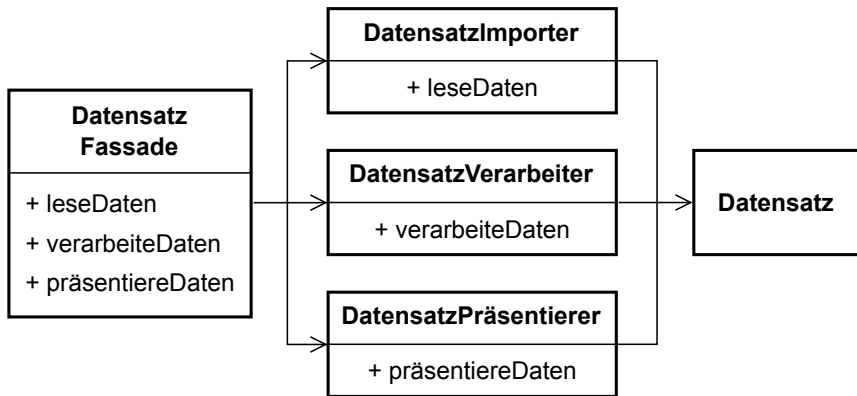 Datensatz
Fassade
+ leseDaten
+ verarbeiteDaten
+ präsentiereDaten
DatensatzImporter
+ leseDaten
DatensatzVerarbeiter
+ verarbeiteDaten
DatensatzPräsentierer
+ präsentiereDaten
Datensatz